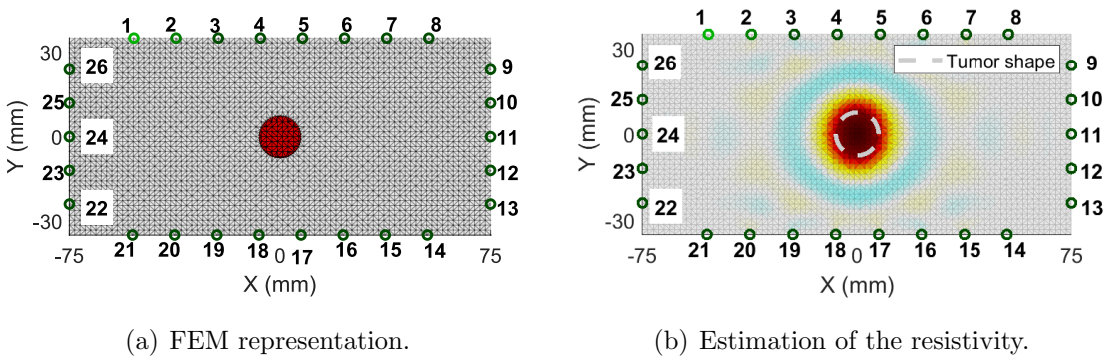 1 2 3 4 5 6 7 8
30
26
9
25
10
Y (mm)
0
24
11
23
12
22
13
-30
21 20 19 18 17 16 15 14
-75 0 75
X (mm)
(a) FEM representation.
1 2 3 4 5 6 7 8
30
26
Tumor shape
9
25
10
Y (mm)
0
24
11
23
12
22
13
-30
21 20 19 18 17 16 15 14
-75 0 75
X (mm)
(b) Estimation of the resistivity.